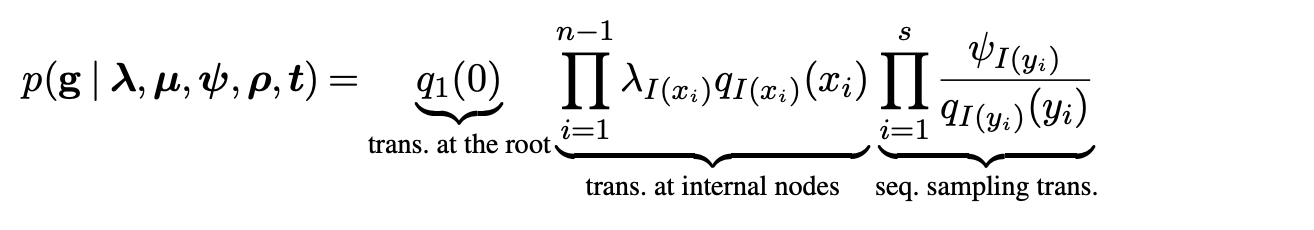 p(g | λ, μ, ψ, ρ, t) = q₁(0) ∏_{i=1}^{n−1} λ_{I(x_i)} q_{I(x_i)}(x_i) ∏_{i=1}^{s} ψ_{I(y_i)} / q_{I(y_i)}(y_i)
trans. at the root
trans. at internal nodes seq. sampling trans.